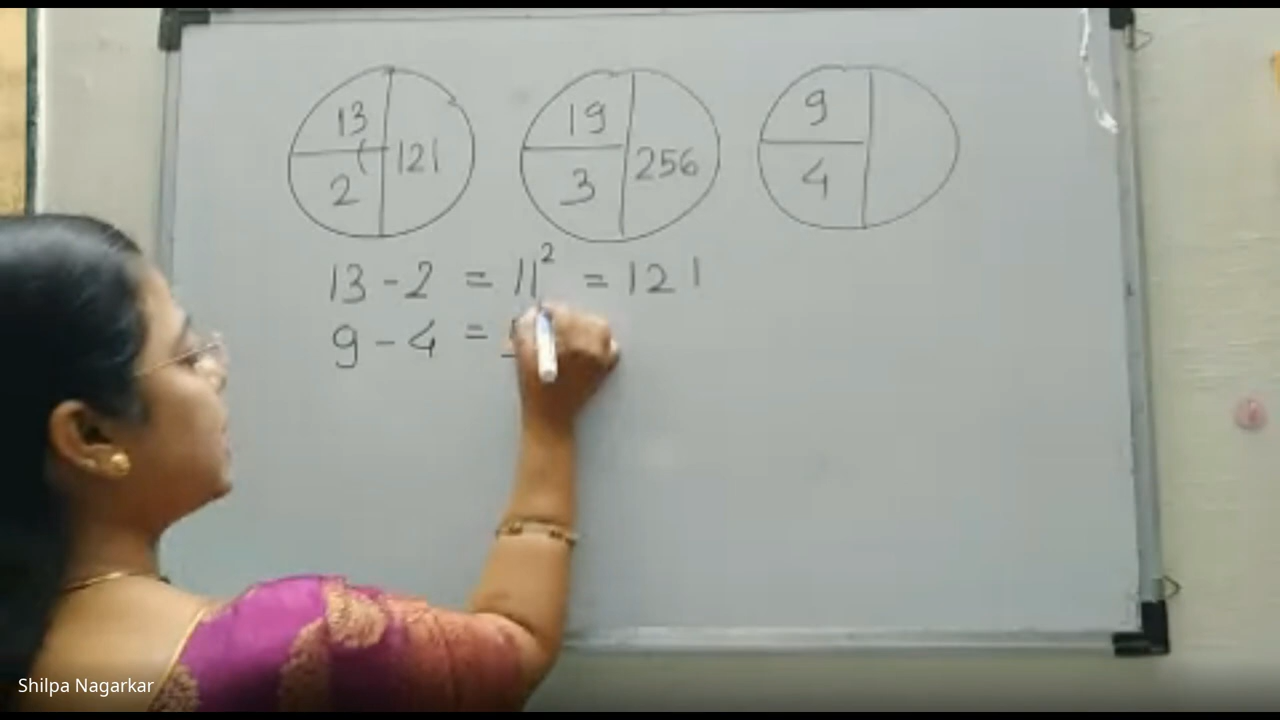 13
2
121
19
3
256
9
4
13 - 2 = 11² = 121
9 - 4 =
Shilpa Nagarkar